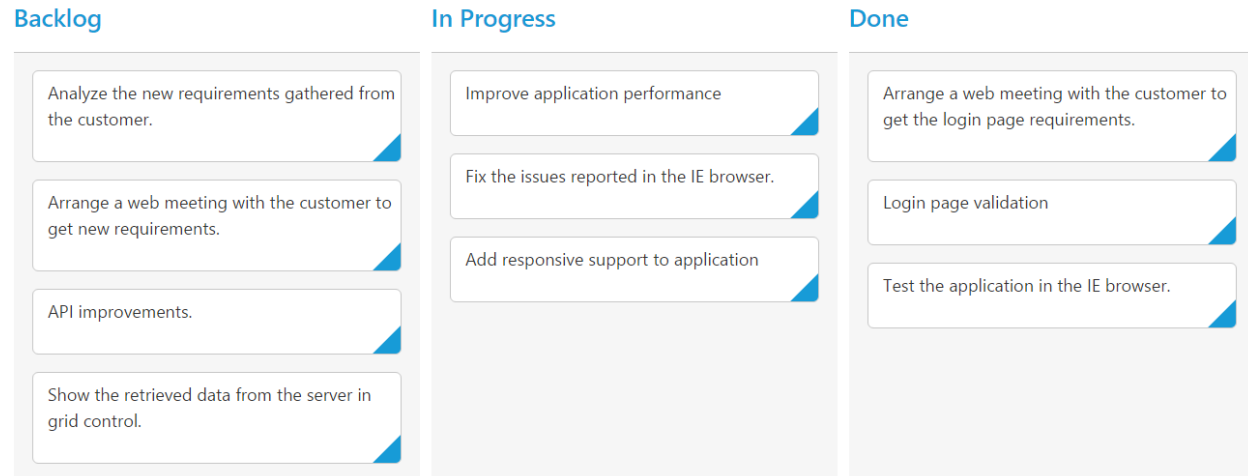 Backlog
Analyze the new requirements gathered from
the customer.
Arrange a web meeting with the customer to
get new requirements.
API improvements.
Show the retrieved data from the server in
grid control.
In Progress
Improve application performance
Fix the issues reported in the IE browser.
Add responsive support to application
Done
Arrange a web meeting with the customer to
get the login page requirements.
Login page validation
Test the application in the IE browser.